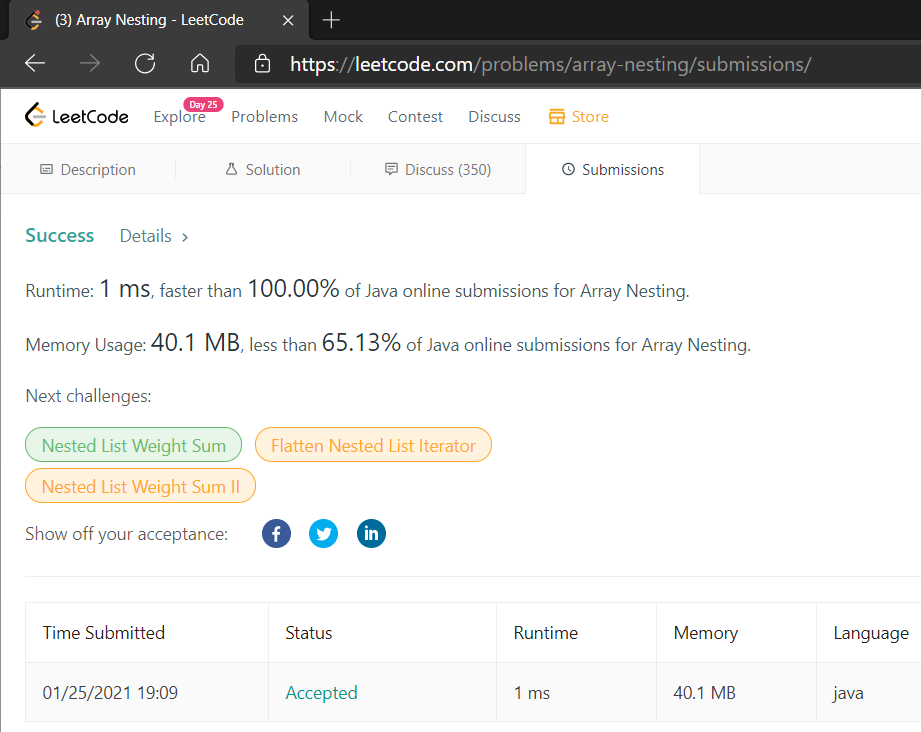 (3) Array Nesting - LeetCode
https://leetcode.com/problems/array-nesting/submissions/
LeetCode Explore Day 25 Problems Mock Contest Discuss Store
Description Solution Discuss (350) Submissions
Success Details >
Runtime: 1 ms, faster than 100.00% of Java online submissions for Array Nesting.
Memory Usage: 40.1 MB, less than 65.13% of Java online submissions for Array Nesting.
Next challenges:
Nested List Weight Sum Flatten Nested List Iterator
Nested List Weight Sum II
Show off your acceptance:
Time Submitted Status Runtime Memory Language
01/25/2021 19:09 Accepted 1 ms 40.1 MB java